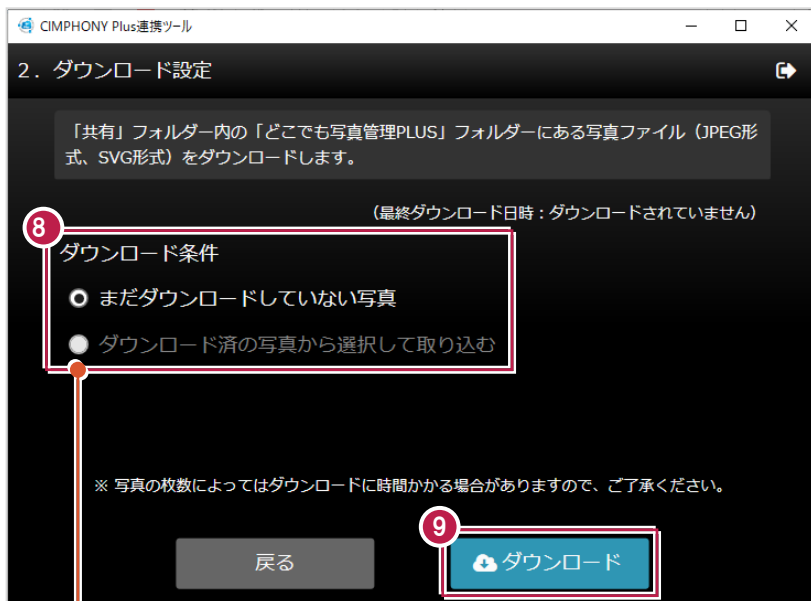 CIMPHONY Plus連携ツール
2. ダウンロード設定
「共有」フォルダー内の「どこでも写真管理PLUS」フォルダーにある写真ファイル（JPEG形
式、SVG形式）をダウンロードします。
（最終ダウンロード日時：ダウンロードされていません）
8
ダウンロード条件
まだダウンロードしていない写真
ダウンロード済の写真から選択して取り込む
※ 写真の枚数によってはダウンロードに時間かかる場合がありますので、ご了承ください。
9
戻る
ダウンロード